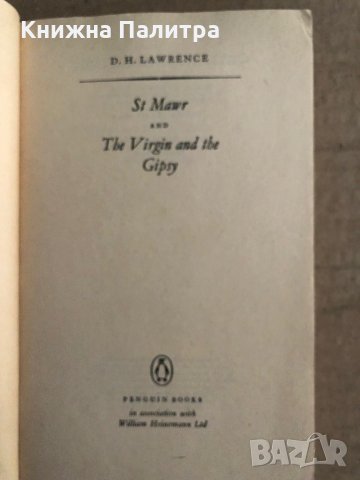 Книжна Палитра
D. H. LAWRENCE
St Mawr
AND
The Virgin and the
Gipsy
PENGUIN BOOKS
in association with
William Heinemann Ltd
BAZAR